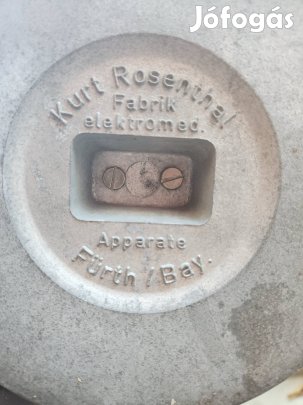 Jófogás
Kurt Rosenthal
Fabrik
elektromed.
Apparate
Fürth / Bay.